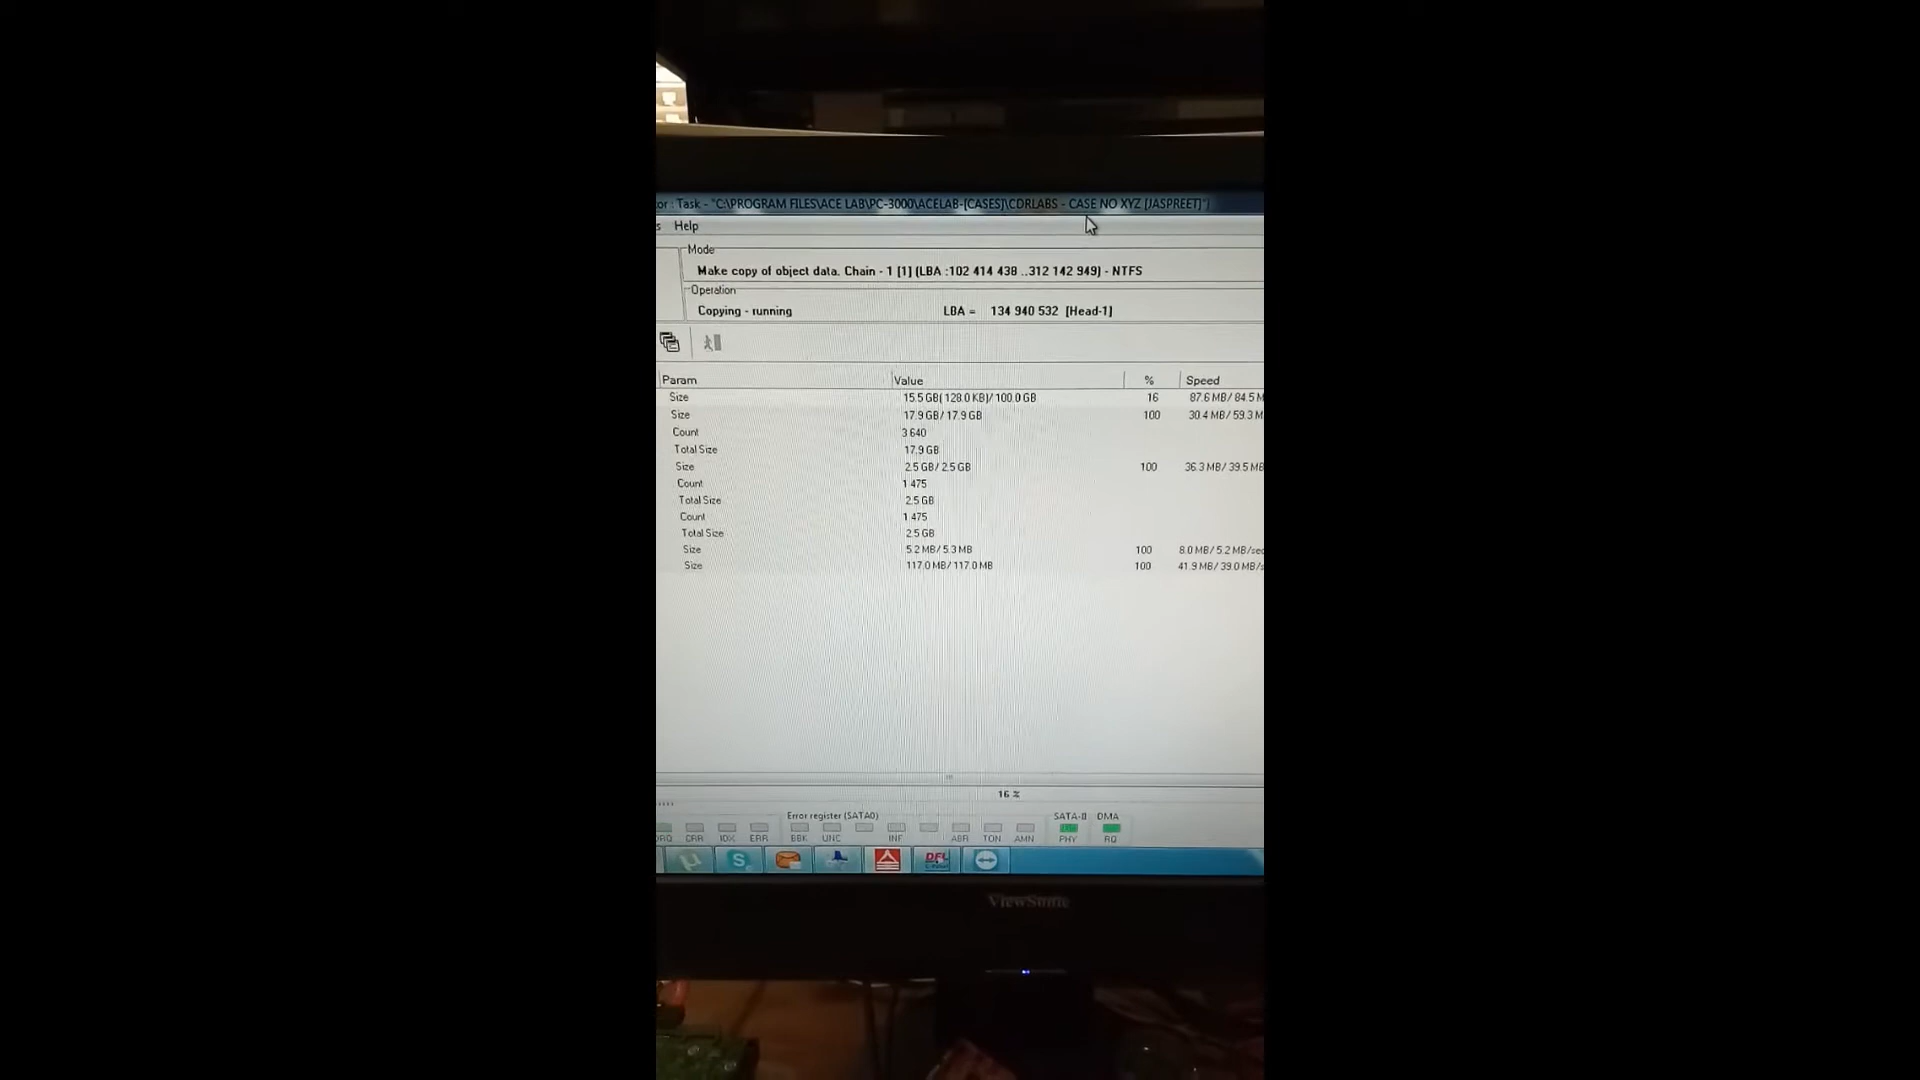 or : Task - "C:\PROGRAM FILES\ACE LAB\PC-3000\ACELAB-[CASES]\CDRLABS - CASE NO XYZ [JASPREET]")
s Help
Mode
Make copy of object data. Chain - 1 [1] (LBA :102 414 438 ..312 142 949) - NTFS
Operation
Copying - running LBA = 134 940 532 [Head-1]
Param Value % Speed
Size 15.5 GB( 128.0 KB)/ 100.0 GB 16 87.6 MB/ 84.5 M
Size 17.9 GB/ 17.9 GB 100 30.4 MB/ 59.3 M
Count 3 640
Total Size 17.9 GB
Size 2.5 GB/ 2.5 GB 100 36.3 MB/ 39.5 MB
Count 1 475
Total Size 2.5 GB
Count 1 475
Total Size 2.5 GB
Size 5.2 MB/ 5.3 MB 100 8.0 MB/ 5.2 MB/sec
Size 117.0 MB/ 117.0 MB 100 41.9 MB/ 39.0 MB/s
16 %
Error register (SATA0) SATA-II DMA
DRQ CRR IDX ERR BBK UNC INF ABR TON AMN PHY RQ
S DFL
ViewSonic